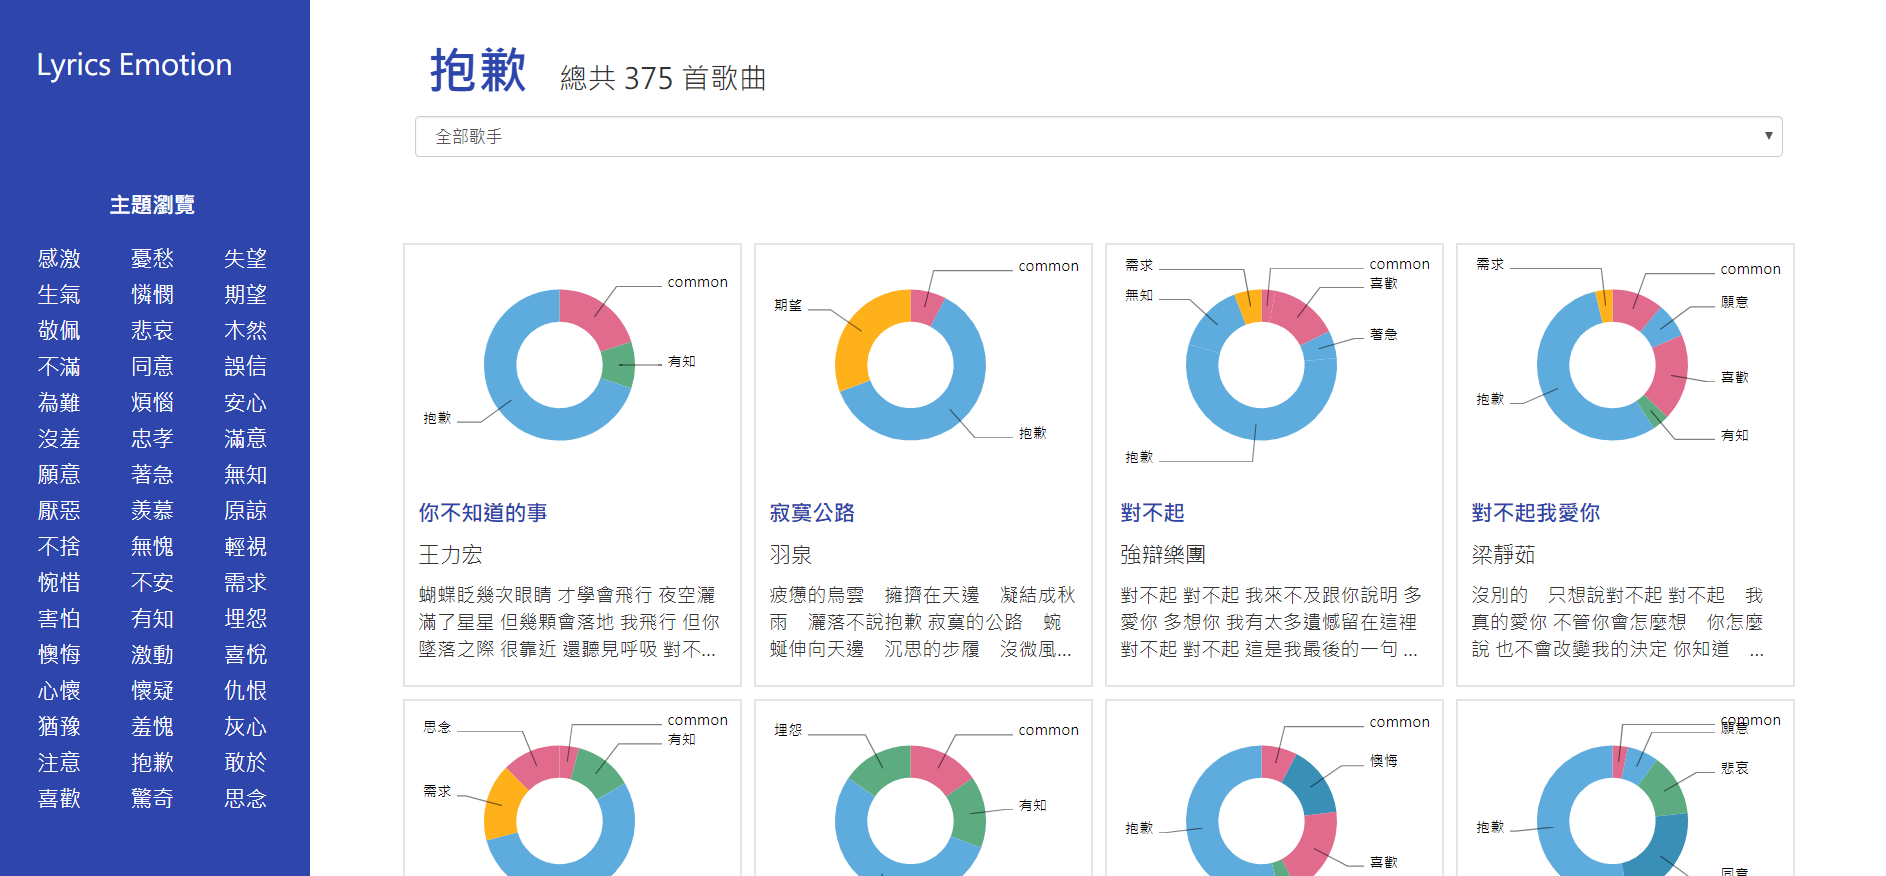 Lyrics Emotion
主題瀏覽
感激 憂愁 失望
生氣 憐憫 期望
敬佩 悲哀 木然
不滿 同意 誤信
為難 煩惱 安心
沒羞 忠孝 滿意
願意 著急 無知
厭惡 羨慕 原諒
不捨 無愧 輕視
惋惜 不安 需求
害怕 有知 埋怨
懊悔 激動 喜悅
心懷 懷疑 仇恨
猶豫 羞愧 灰心
注意 抱歉 敢於
喜歡 驚奇 思念
抱歉 總共 375 首歌曲
全部歌手
common
有知
抱歉
你不知道的事
王力宏
蝴蝶眨幾次眼睛 才學會飛行 夜空灑
滿了星星 但幾顆會落地 我飛行 但你
墜落之際 很靠近 還聽見呼吸 對不...
common
期望
抱歉
寂寞公路
羽泉
疲憊的烏雲　擁擠在天邊　凝結成秋
雨　灑落不說抱歉 寂寞的公路　蜿
蜒伸向天邊　沉思的步履　沒微風...
需求
common
喜歡
無知
著急
抱歉
對不起
強辯樂團
對不起 對不起 我來不及跟你說明 多
愛你 多想你 我有太多遺憾留在這裡
對不起 對不起 這是我最後的一句 ...
需求
common
願意
喜歡
抱歉
有知
對不起我愛你
梁靜茹
沒別的　只想說對不起 對不起　我
真的愛你 不管你會怎麼想　你怎麼
說 也不會改變我的決定 你知道　...
思念
common
有知
需求
埋怨
common
有知
common
懊悔
抱歉
喜歡
common
願意
悲哀
抱歉
同意